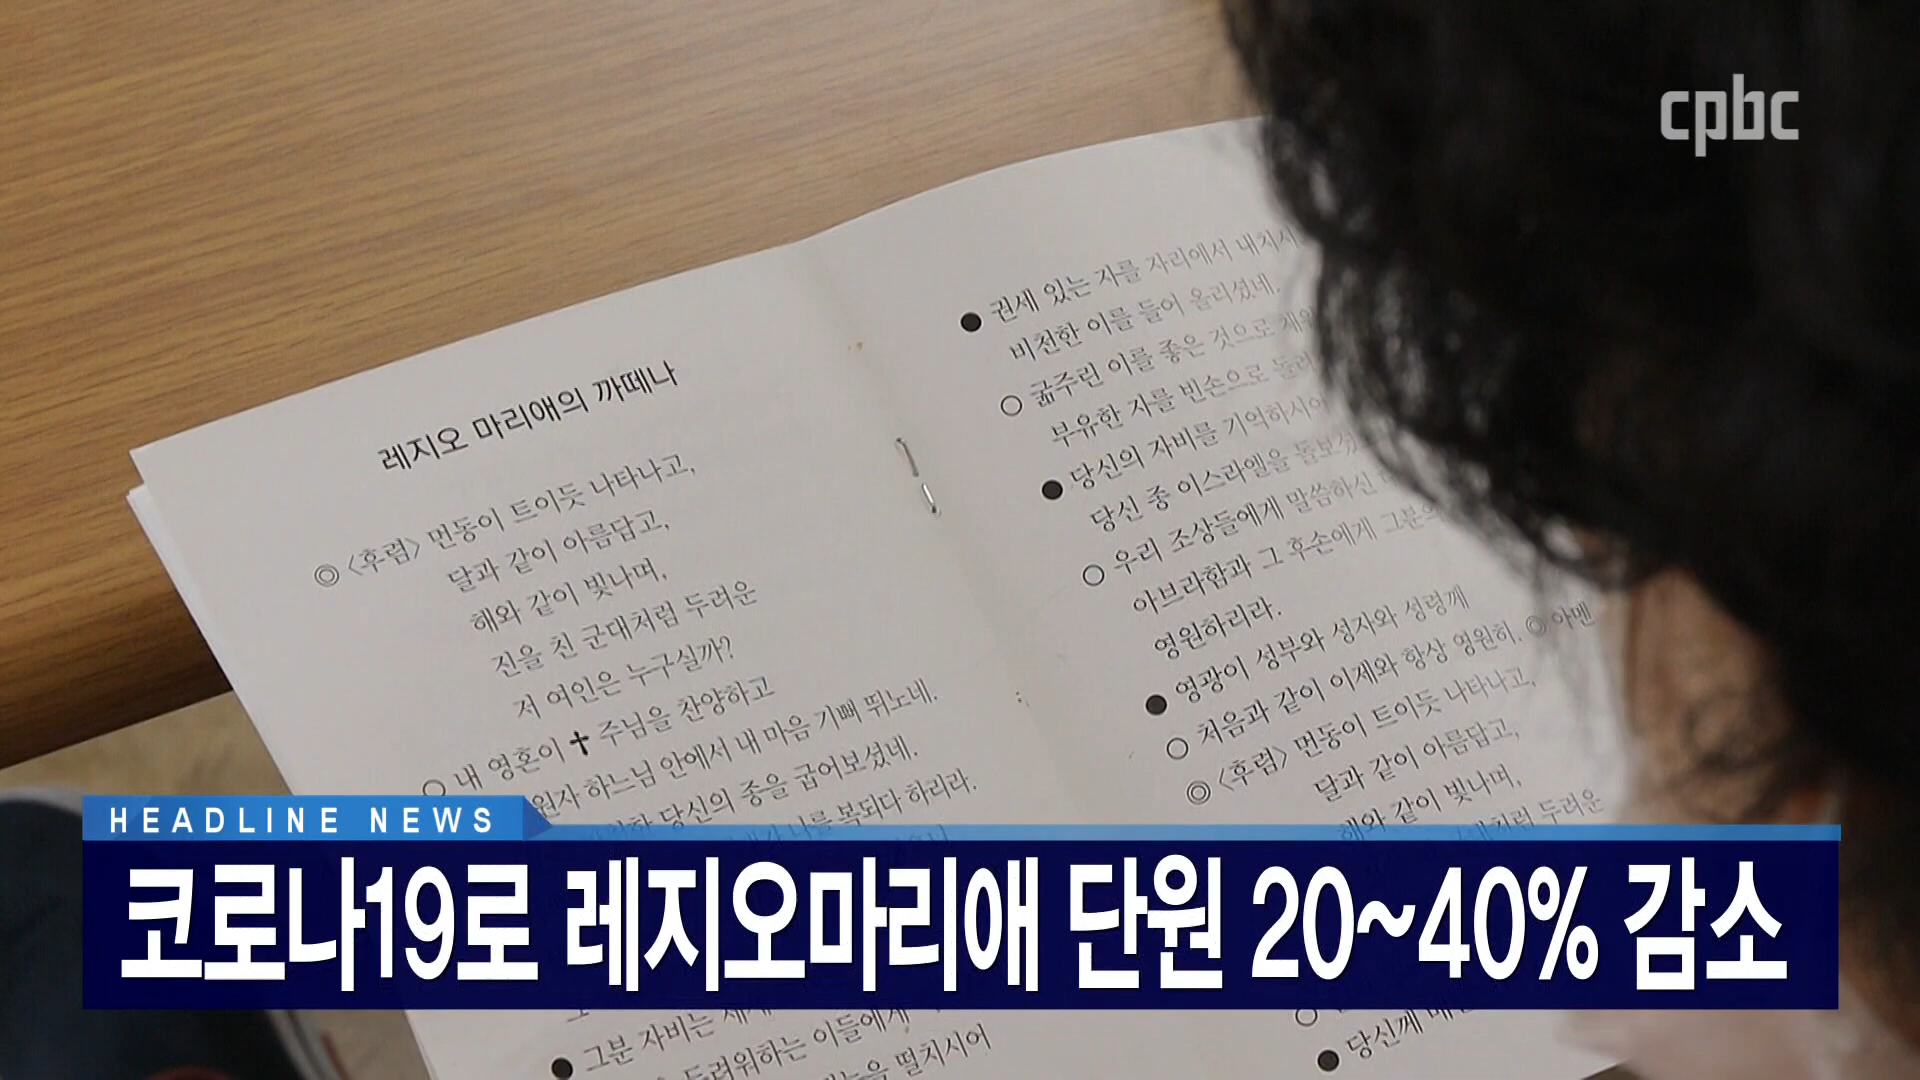 cpbc
레지오 마리애의 까떼나
◎ <후렴> 먼동이 트이듯 나타나고,
달과 같이 아름답고,
해와 같이 빛나며,
진을 친 군대처럼 두려운
저 여인은 누구실까?
○ 내 영혼이 ✝ 주님을 찬양하고
하느님 안에서 내 마음 기뻐 뛰노네.
당신의 종을 굽어보셨네.
나를 복되다 하리라.
● 그분 자비는
두려워하는 이들에게
떨치시어
● 권세 있는 자를 자리에서
비천한 이를 들어 올리셨네.
○ 굶주린 이를 좋은 것으로
부유한 자를 빈손으로
● 당신의 자비를 기억하시어
당신 종 이스라엘을
○ 우리 조상들에게 말씀하신
아브라함과 그 후손에게
영원하리라.
● 영광이 성부와 성자와 성령께
○ 처음과 같이 이제와 항상 영원히. ◎ 아멘
◎ <후렴> 먼동이 트이듯 나타나고,
달과 같이 아름답고,
해와 같이 빛나며,
두려운
● 당신께
HEADLINE NEWS
코로나19로 레지오마리애 단원 20~40% 감소